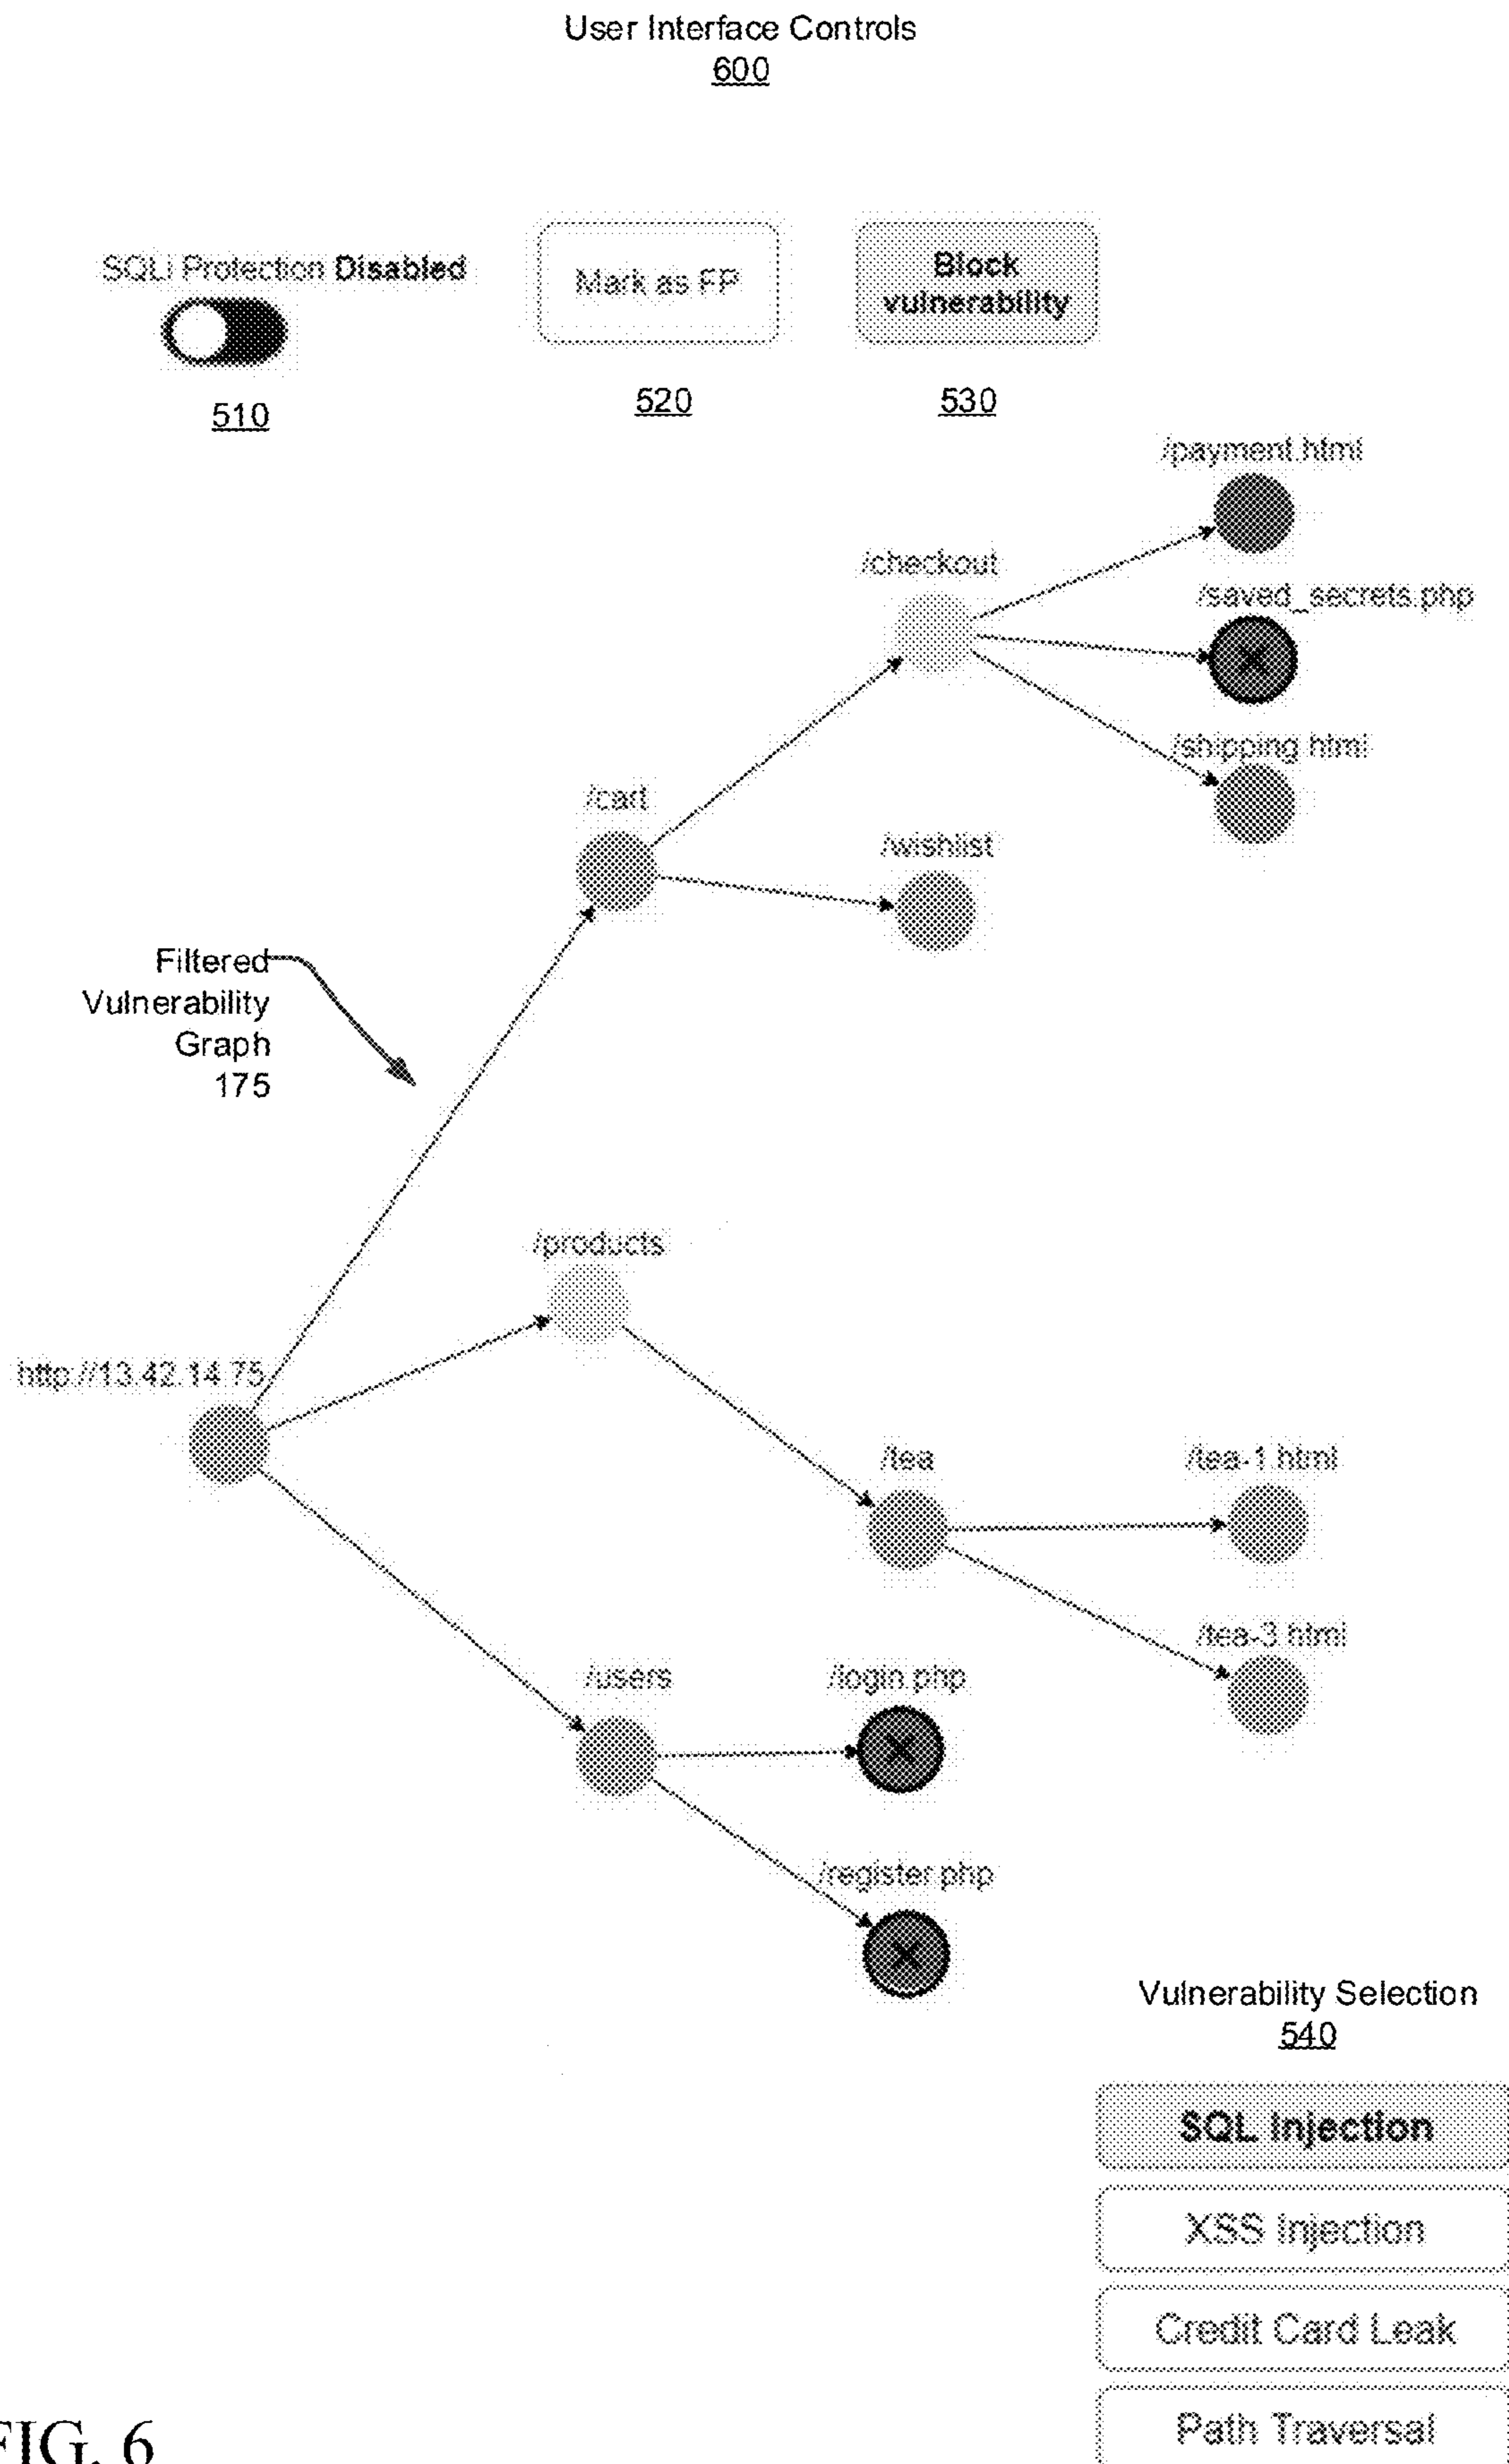 User Interface Controls
600
SQLi Protection Disabled
Mark as FP
Block
vulnerability
510
520
530
/payment.html
/checkout
/saved_secrets.php
X
/shipping.html
/cart
/wishlist
Filtered
Vulnerability
Graph
175
/products
http://13.42.14.75
/tea
/tea-1.html
/tea-3.html
/users
/login.php
X
/register.php
X
Vulnerability Selection
540
SQL Injection
XSS Injection
Credit Card Leak
Path Traversal
FIG. 6